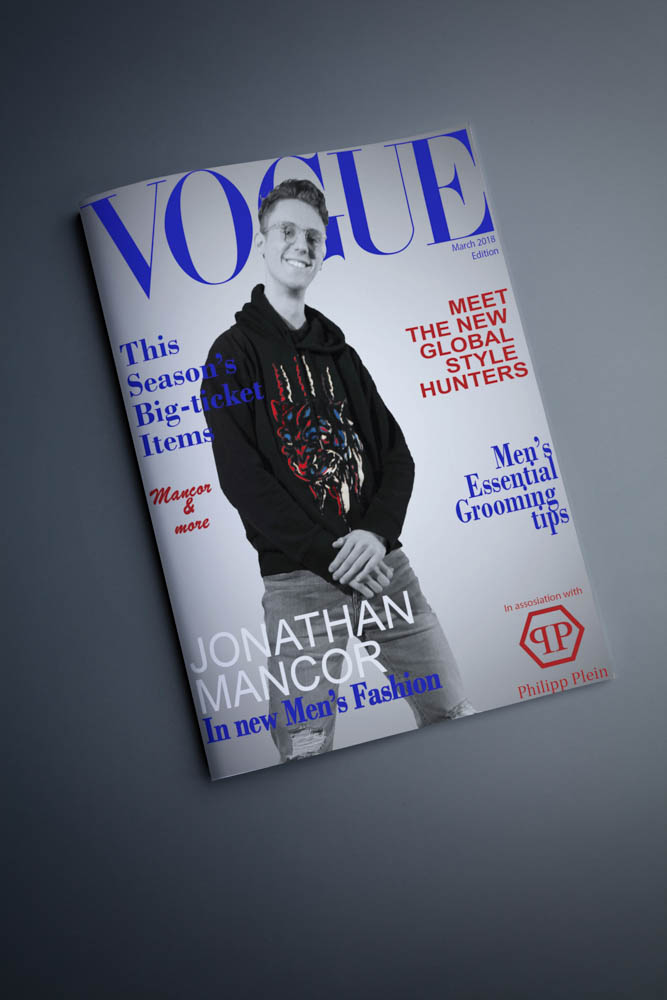 VOGUE
March 2018
Edition
MEET
THE NEW
GLOBAL
STYLE
HUNTERS
This
Season's
Big-ticket
Items
Men's
Essential
Grooming
tips
Mancor
&
more
JONATHAN
MANCOR
In new Men's Fashion
In assosiation with
PP
Philipp Plein